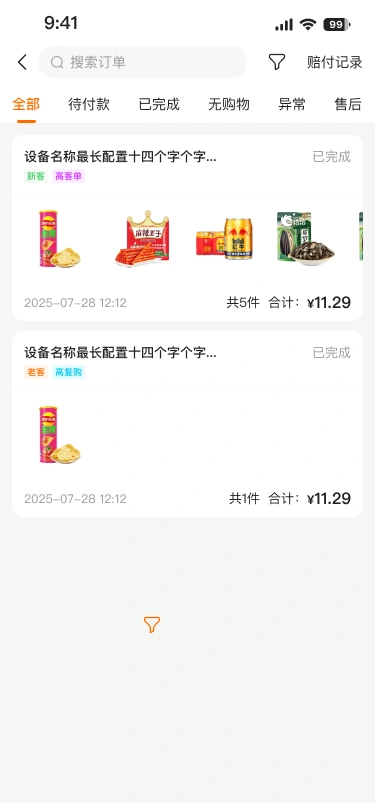 9:41
99
搜索订单
赔付记录
全部 待付款 已完成 无购物 异常 售后
设备名称最长配置十四个字个字...
已完成
新客 高客单
麻辣王子
2025-07-28 12:12
共5件 合计：¥11.29
设备名称最长配置十四个字个字...
已完成
老客 高复购
2025-07-28 12:12
共1件 合计：¥11.29